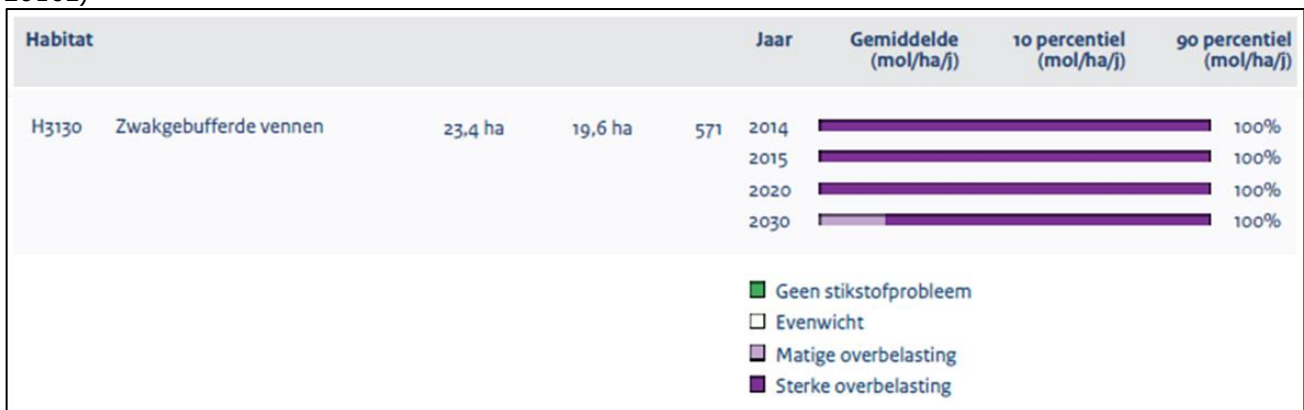 Habitat Jaar Gemiddelde (mol/ha/j) 10 percentiel (mol/ha/j) 90 percentiel (mol/ha/j)
H3130 Zwakgebufferde vennen 23,4 ha 19,6 ha 571 2014 100%
2015 100%
2020 100%
2030 100%
Geen stikstofprobleem
Evenwicht
Matige overbelasting
Sterke overbelasting